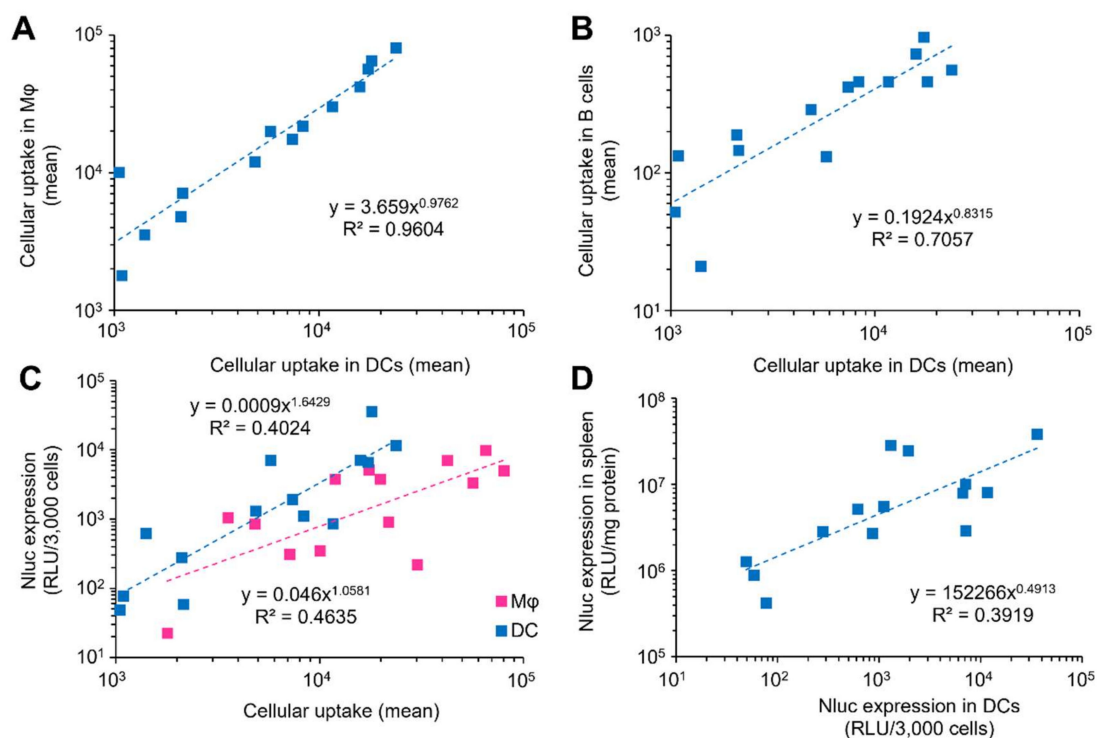 A
10^5
10^4
10^3
Cellular uptake in Mφ
(mean)
y = 3.659x^0.9762
R² = 0.9604
10^3
10^4
10^5
Cellular uptake in DCs (mean)
B
10^3
10^2
10^1
Cellular uptake in B cells
(mean)
y = 0.1924x^0.8315
R² = 0.7057
10^3
10^4
10^5
Cellular uptake in DCs (mean)
C
10^5
10^4
10^3
10^2
10^1
Nluc expression
(RLU/3,000 cells)
y = 0.0009x^1.6429
R² = 0.4024
y = 0.046x^1.0581
R² = 0.4635
Mφ
DC
10^3
10^4
10^5
Cellular uptake (mean)
D
10^8
10^7
10^6
10^5
Nluc expression in spleen
(RLU/mg protein)
y = 152266x^0.4913
R² = 0.3919
10^1
10^2
10^3
10^4
10^5
Nluc expression in DCs
(RLU/3,000 cells)